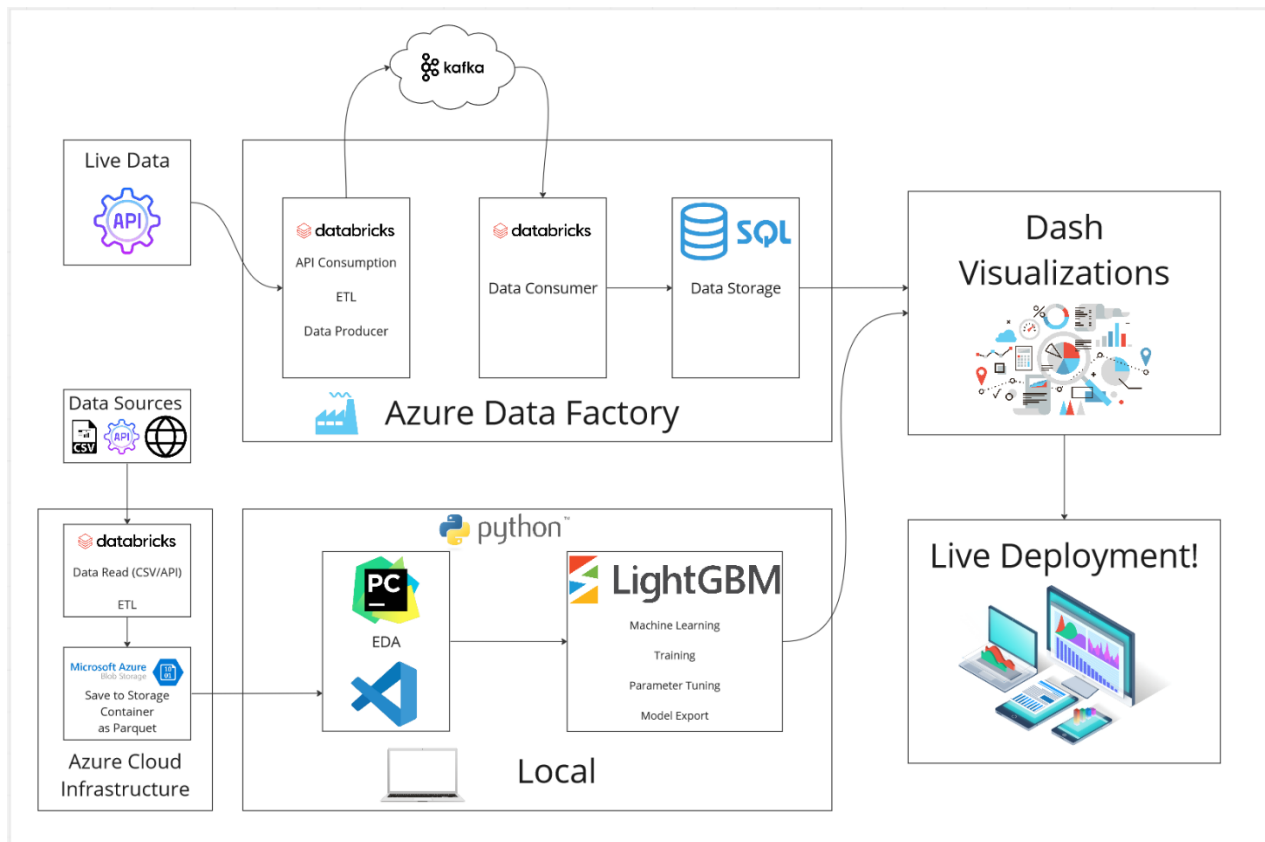 kafka
Live Data
API
databricks
API Consumption
ETL
Data Producer
databricks
Data Consumer
SQL
Data Storage
Azure Data Factory
Dash
Visualizations
Data Sources
CSV
API
databricks
Data Read (CSV/API)
ETL
Microsoft Azure
Blob Storage
10
01
Save to Storage
Container
as Parquet
Azure Cloud
Infrastructure
python™
PC
EDA
LightGBM
Machine Learning
Training
Parameter Tuning
Model Export
Local
Live Deployment!